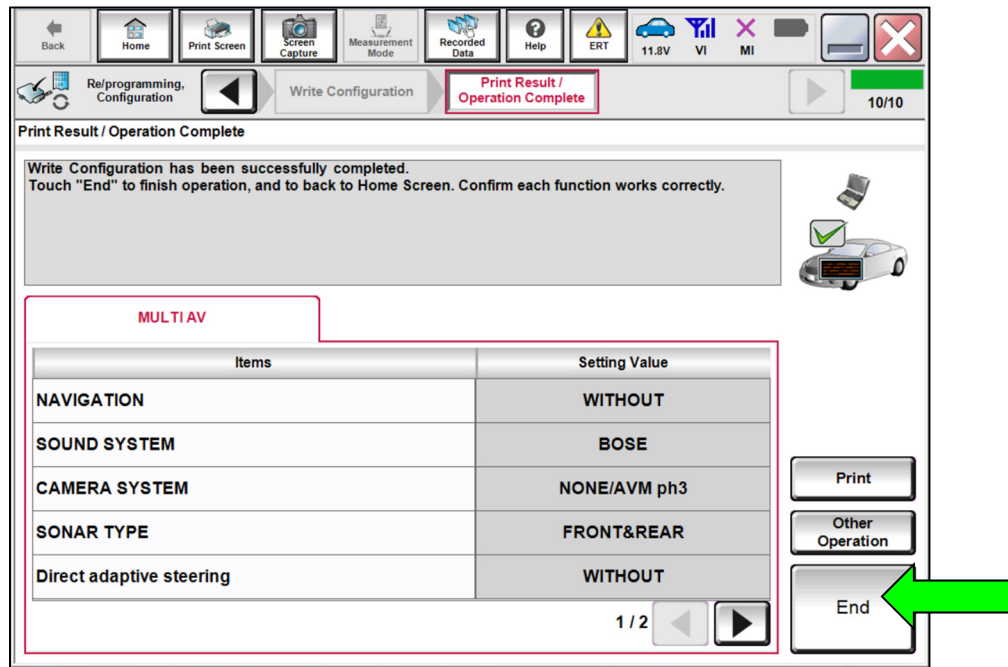 Back
Home
Print Screen
Screen
Capture
Measurement
Mode
Recorded
Data
Help
ERT
11.8V
VI
MI
Re/programming,
Configuration
Write Configuration
Print Result /
Operation Complete
10/10
Print Result / Operation Complete
Write Configuration has been successfully completed.
Touch "End" to finish operation, and to back to Home Screen. Confirm each function works correctly.
MULTI AV
Items Setting Value
NAVIGATION WITHOUT
SOUND SYSTEM BOSE
CAMERA SYSTEM NONE/AVM ph3
SONAR TYPE FRONT&REAR
Direct adaptive steering WITHOUT
1 / 2
Print
Other
Operation
End